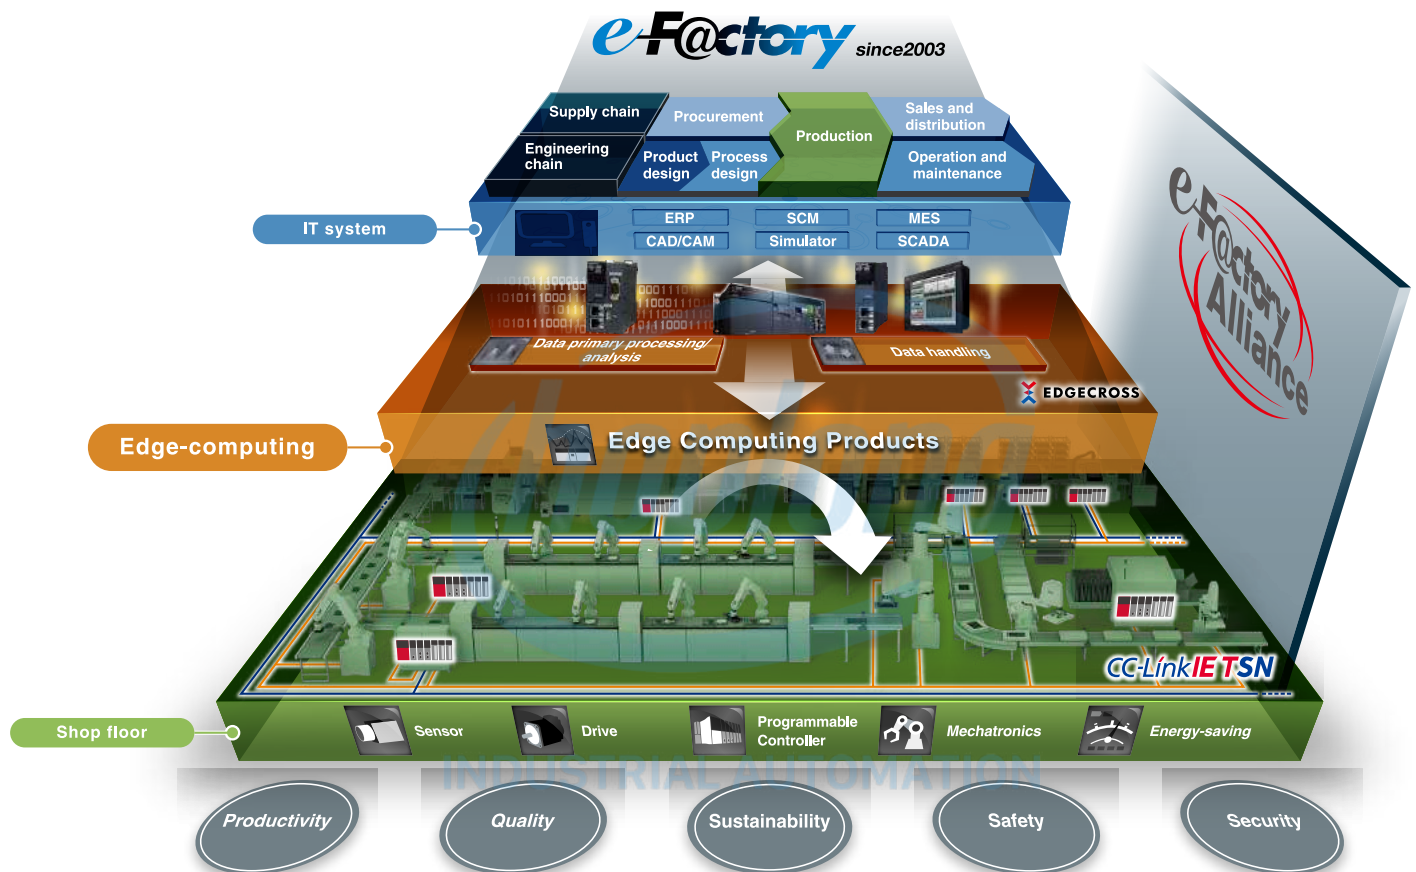 e-F@ctory since2003
Supply chain
Procurement
Production
Sales and
distribution
Engineering
chain
Product
design
Process
design
Operation and
maintenance
IT system
ERP
SCM
MES
CAD/CAM
Simulator
SCADA
e-F@ctory
Alliance
Data primary processing/
analysis
Data handling
EDGECROSS
Edge-computing
Edge Computing Products
CC-Link IE TSN
Shop floor
Sensor
Drive
Programmable
Controller
Mechatronics
Energy-saving
INDUSTRIAL AUTOMATION
Productivity
Quality
Sustainability
Safety
Security